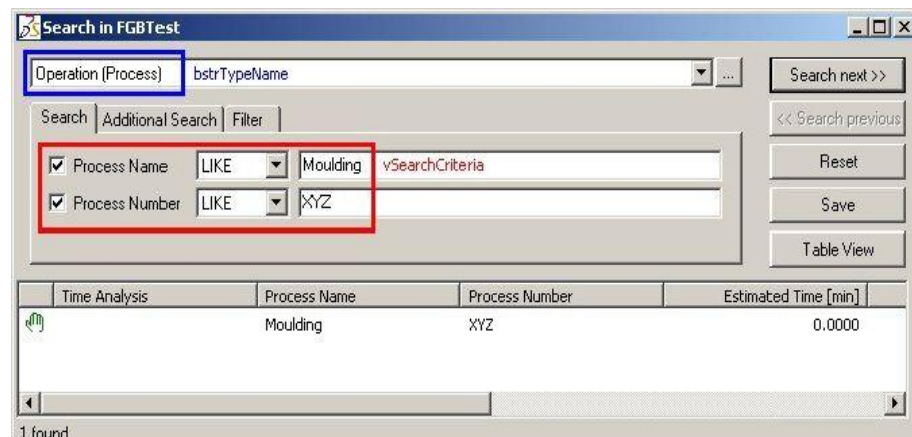 Search in FGBTest
Operation (Process) bstrTypeName ... Search next >>
Search Additional Search Filter << Search previous
Process Name LIKE Moulding vSearchCriteria Reset
Process Number LIKE XYZ Save
Table View
Time Analysis Process Name Process Number Estimated Time [min]
Moulding XYZ 0.0000
1 found